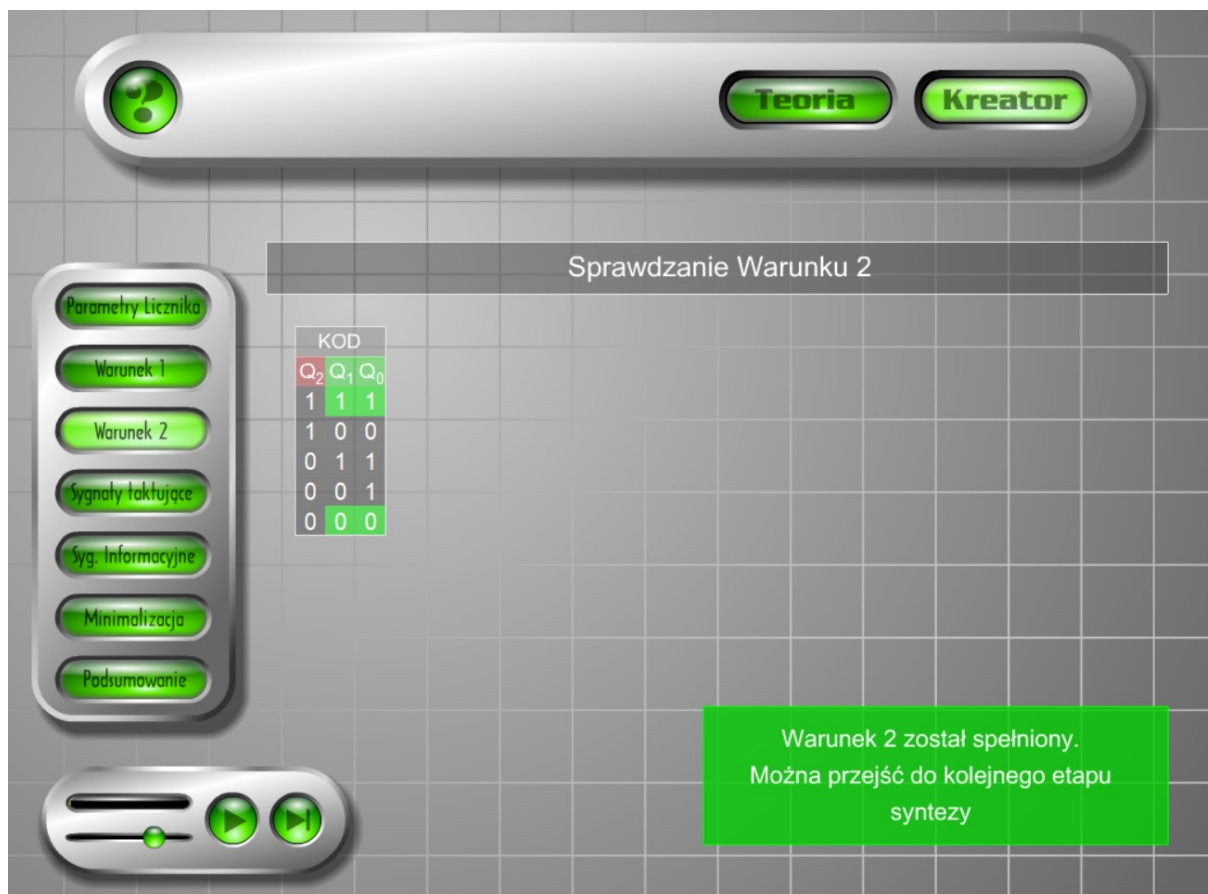 ?
Teoria
Kreator
Sprawdzanie Warunku 2
Parametry Licznika
Warunek 1
Warunek 2
Sygnały taktujące
Syg. Informacyjne
Minimalizacja
Podsumowanie
KOD
Q₂ Q₁ Q₀
1 1 1
1 0 0
0 1 1
0 0 1
0 0 0
Warunek 2 został spełniony.
Można przejść do kolejnego etapu
syntezy